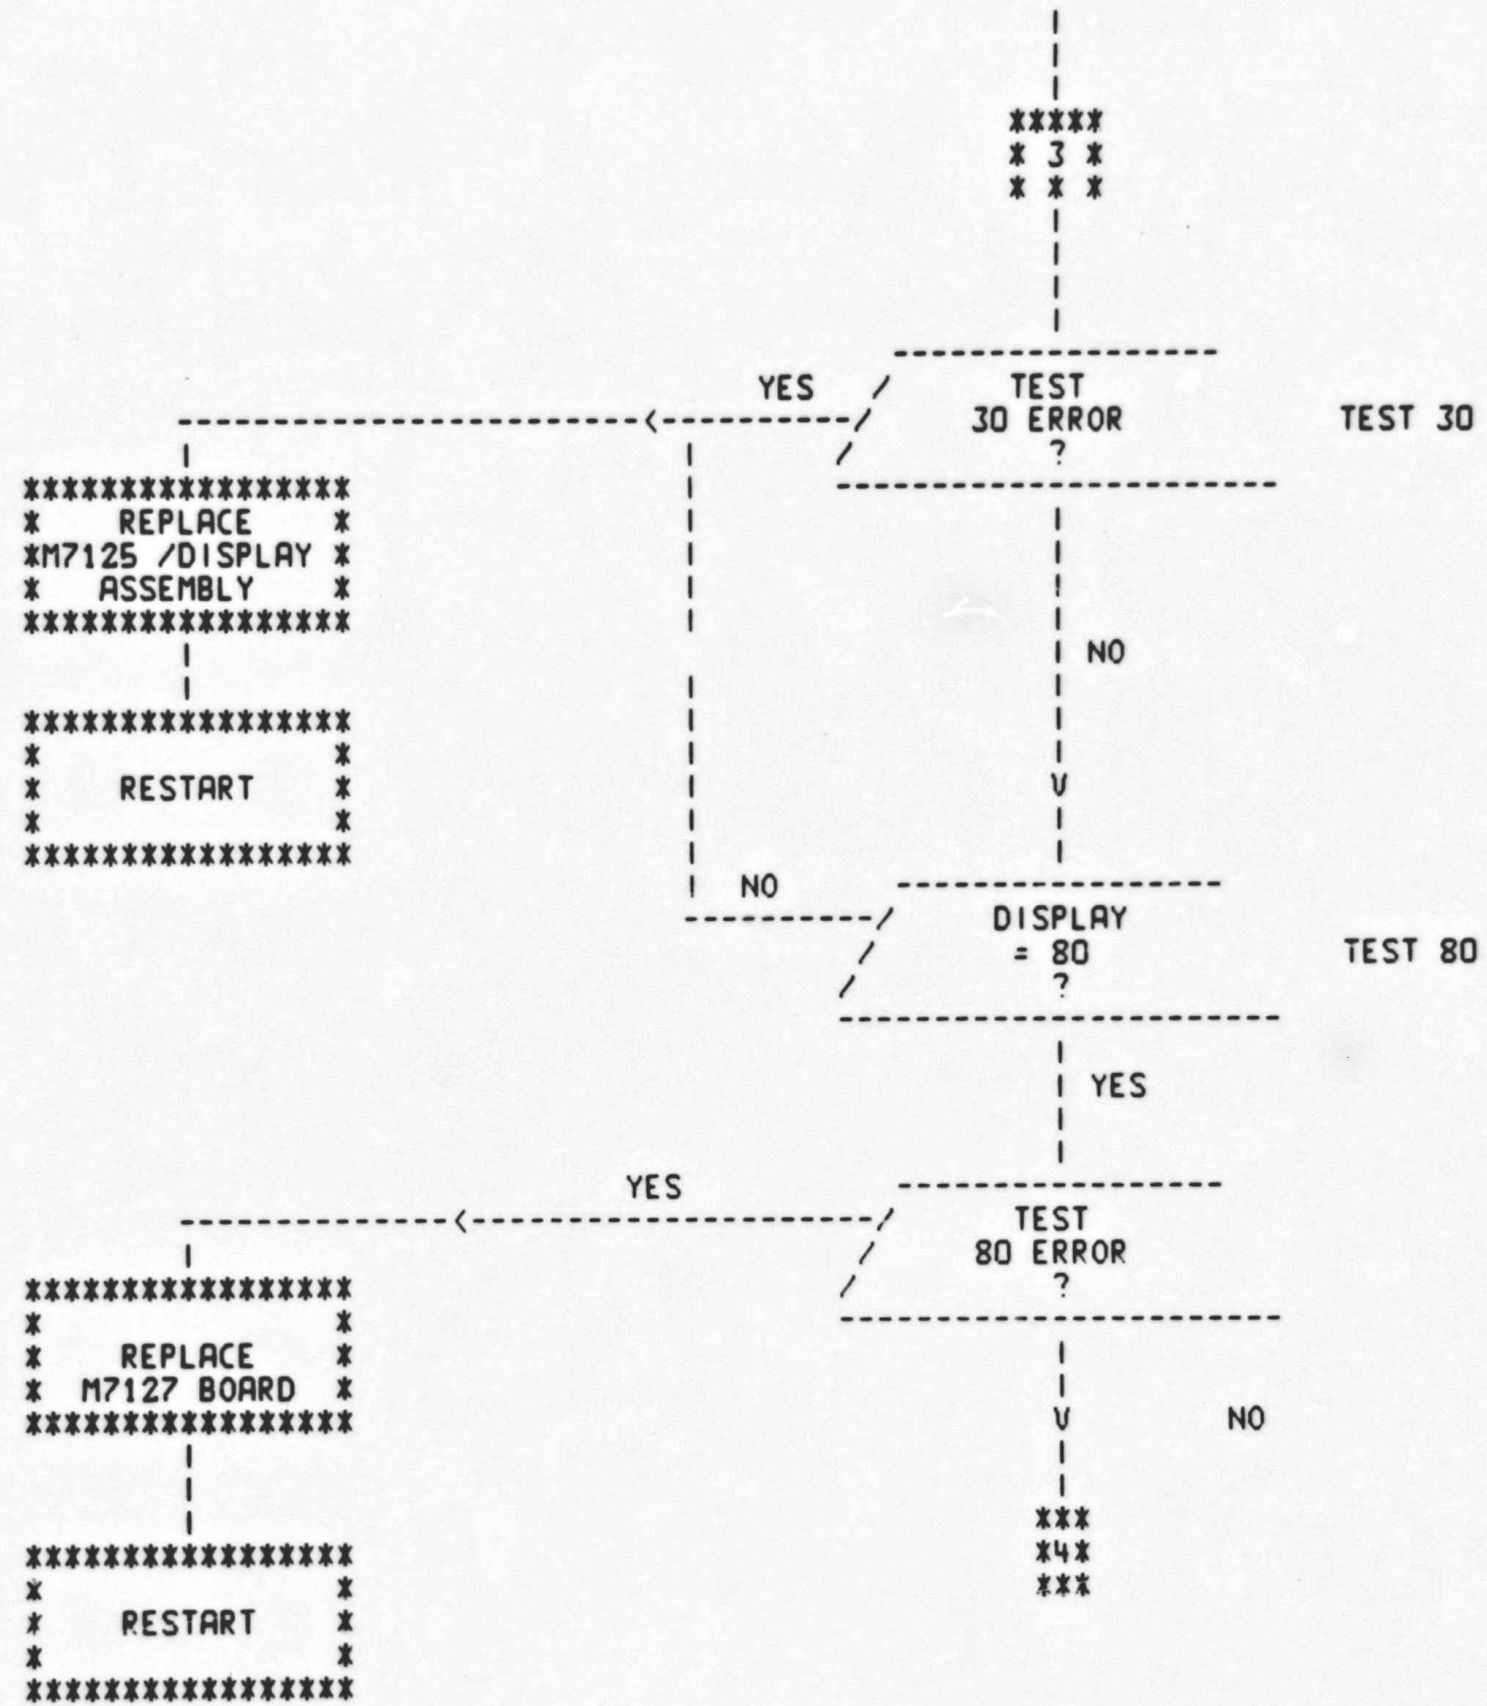 3
YES
TEST
30 ERROR
?
TEST 30
REPLACE
M7125 /DISPLAY
ASSEMBLY
NO
RESTART
NO
DISPLAY
= 80
?
TEST 80
YES
YES
TEST
80 ERROR
?
REPLACE
M7127 BOARD
NO
4
RESTART